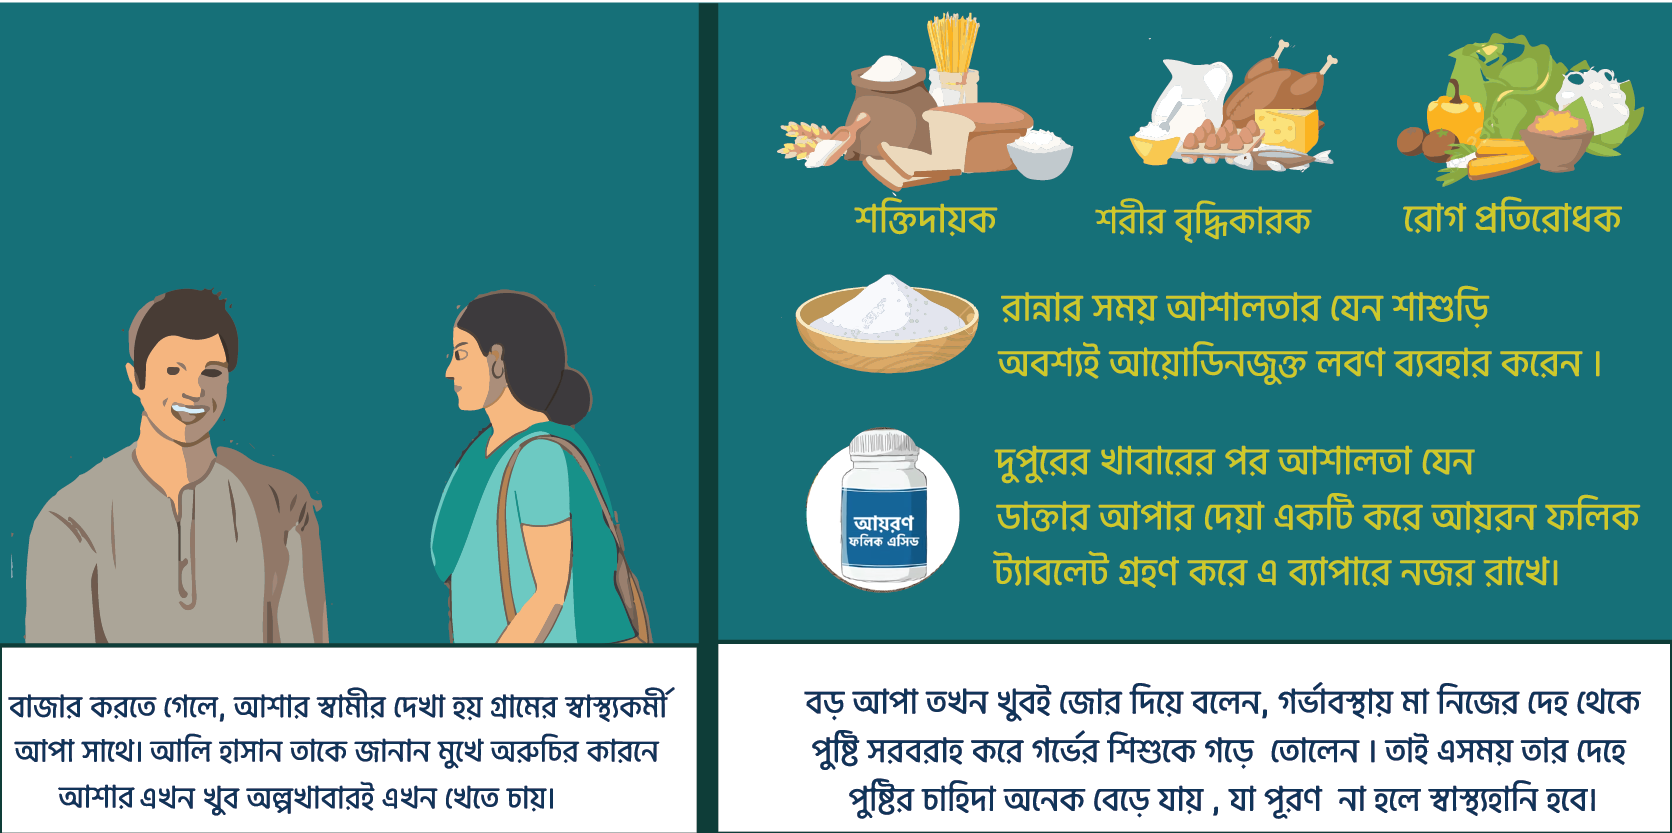 বাজার করতে গেলে, আশার স্বামীর দেখা হয় গ্রামের স্বাস্থ্যকর্মী
আপা সাথে। আলি হাসান তাকে জানান মুখে অরুচির কারনে
আশার এখন খুব অল্পখাবারই এখন খেতে চায়।
শক্তিদায়ক
শরীর বৃদ্ধিকারক
রোগ প্রতিরোধক
রান্নার সময় আশালতার যেন শাশুড়ি
অবশ্যই আয়োডিনজুক্ত লবণ ব্যবহার করেন ।
আয়রণ
ফলিক এসিড
দুপুরের খাবারের পর আশালতা যেন
ডাক্তার আপার দেয়া একটি করে আয়রন ফলিক
ট্যাবলেট গ্রহণ করে এ ব্যাপারে নজর রাখে।
বড় আপা তখন খুবই জোর দিয়ে বলেন, গর্ভাবস্থায় মা নিজের দেহ থেকে
পুষ্টি সরবরাহ করে গর্ভের শিশুকে গড়ে তোলেন । তাই এসময় তার দেহে
পুষ্টির চাহিদা অনেক বেড়ে যায় , যা পূরণ না হলে স্বাস্থ্যহানি হবে।